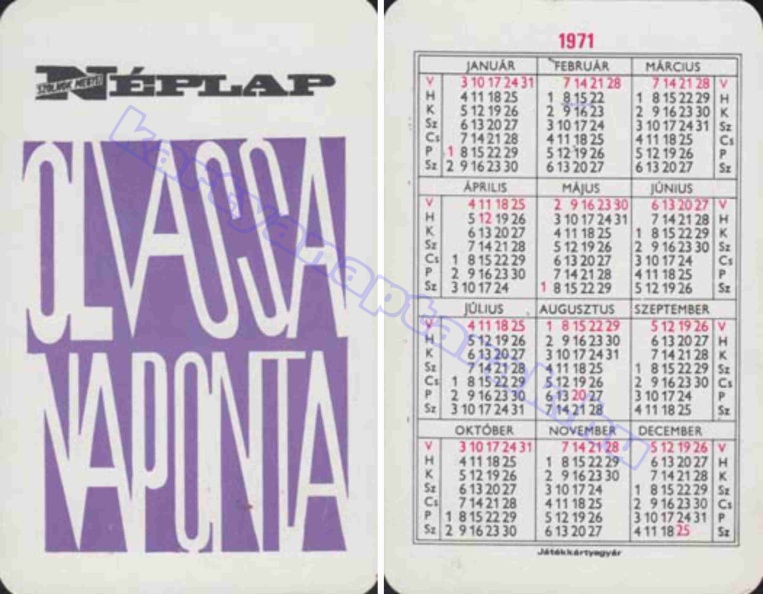 SZOLNOK MEGYEI
NÉPLAP
OLVASSA
NAPONTA
kartyanaptarak.hu
1971
JANUÁR FEBRUÁR MÁRCIUS
V 3 10 17 24 31 7 14 21 28 7 14 21 28 V
H 4 11 18 25 1 8 15 22 1 8 15 22 29 H
K 5 12 19 26 2 9 16 23 2 9 16 23 30 K
Sz 6 13 20 27 3 10 17 24 3 10 17 24 31 Sz
Cs 7 14 21 28 4 11 18 25 4 11 18 25 Cs
P 1 8 15 22 29 5 12 19 26 5 12 19 26 P
Sz 2 9 16 23 30 6 13 20 27 6 13 20 27 Sz
ÁPRILIS MÁJUS JÚNIUS
V 4 11 18 25 2 9 16 23 30 6 13 20 27 V
H 5 12 19 26 3 10 17 24 31 7 14 21 28 H
K 6 13 20 27 4 11 18 25 1 8 15 22 29 K
Sz 7 14 21 28 5 12 19 26 2 9 16 23 30 Sz
Cs 1 8 15 22 29 6 13 20 27 3 10 17 24 Cs
P 2 9 16 23 30 7 14 21 28 4 11 18 25 P
Sz 3 10 17 24 1 8 15 22 29 5 12 19 26 Sz
JÚLIUS AUGUSZTUS SZEPTEMBER
V 4 11 18 25 1 8 15 22 29 5 12 19 26 V
H 5 12 19 26 2 9 16 23 30 6 13 20 27 H
K 6 13 20 27 3 10 17 24 31 7 14 21 28 K
Sz 7 14 21 28 4 11 18 25 1 8 15 22 29 Sz
Cs 1 8 15 22 29 5 12 19 26 2 9 16 23 30 Cs
P 2 9 16 23 30 6 13 20 27 3 10 17 24 P
Sz 3 10 17 24 31 7 14 21 28 4 11 18 25 Sz
OKTÓBER NOVEMBER DECEMBER
V 3 10 17 24 31 7 14 21 28 5 12 19 26 V
H 4 11 18 25 1 8 15 22 29 6 13 20 27 H
K 5 12 19 26 2 9 16 23 30 7 14 21 28 K
Sz 6 13 20 27 3 10 17 24 1 8 15 22 29 Sz
Cs 7 14 21 28 4 11 18 25 2 9 16 23 30 Cs
P 1 8 15 22 29 5 12 19 26 3 10 17 24 31 P
Sz 2 9 16 23 30 6 13 20 27 4 11 18 25 Sz
Játékkártyagyár